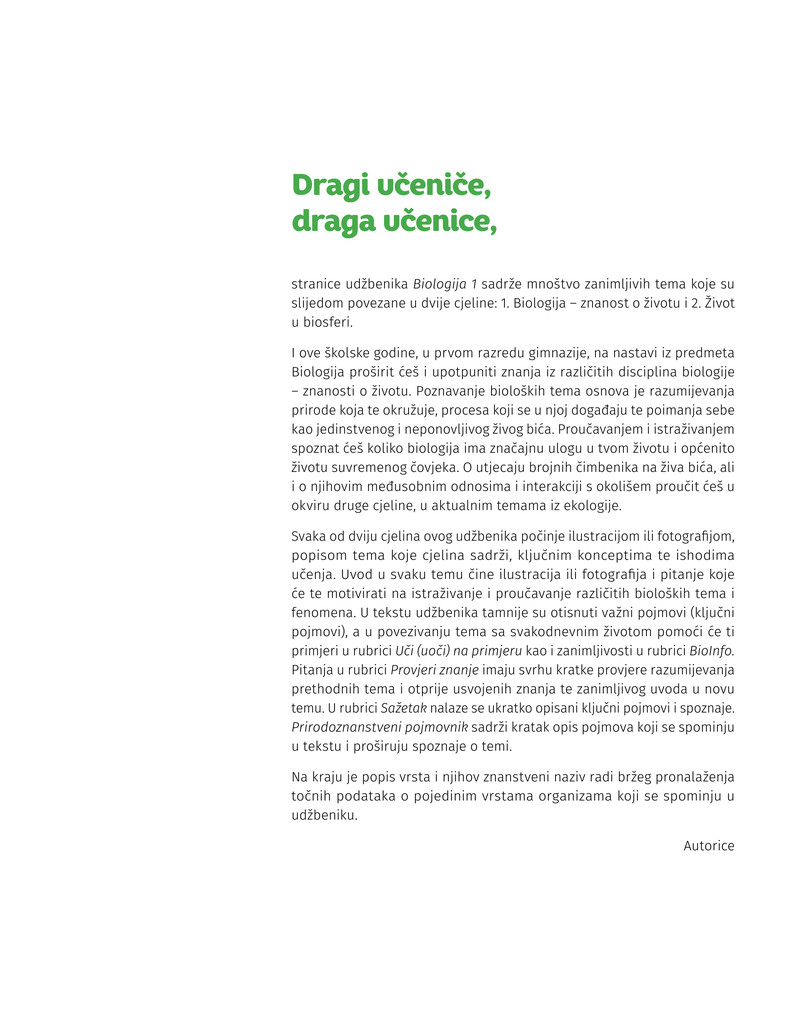 Dragi učeniče,
draga učenice,
stranice udžbenika Biologija 1 sadrže mnoštvo zanimljivih tema koje su
slijedom povezane u dvije cjeline: 1. Biologija – znanost o životu i 2. Život
u biosferi.
I ove školske godine, u prvom razredu gimnazije, na nastavi iz predmeta
Biologija proširit ćeš i upotpuniti znanja iz različitih disciplina biologije
– znanosti o životu. Poznavanje bioloških tema osnova je razumijevanja
prirode koja te okružuje, procesa koji se u njoj događaju te poimanja sebe
kao jedinstvenog i neponovljivog živog bića. Proučavanjem i istraživanjem
spoznat ćeš koliko biologija ima značajnu ulogu u tvom životu i općenito
životu suvremenog čovjeka. O utjecaju brojnih čimbenika na živa bića, ali
i o njihovim međusobnim odnosima i interakciji s okolišem proučit ćeš u
okviru druge cjeline, u aktualnim temama iz ekologije.
Svaka od dviju cjelina ovog udžbenika počinje ilustracijom ili fotografijom,
popisom tema koje cjelina sadrži, ključnim konceptima te ishodima
učenja. Uvod u svaku temu čine ilustracija ili fotografija i pitanje koje
će te motivirati na istraživanje i proučavanje različitih bioloških tema i
fenomena. U tekstu udžbenika tamnije su otisnuti važni pojmovi (ključni
pojmovi), a u povezivanju tema sa svakodnevnim životom pomoći će ti
primjeri u rubrici Uči (uoči) na primjeru kao i zanimljivosti u rubrici BioInfo.
Pitanja u rubrici Provjeri znanje imaju svrhu kratke provjere razumijevanja
prethodnih tema i otprije usvojenih znanja te zanimljivog uvoda u novu
temu. U rubrici Sažetak nalaze se ukratko opisani ključni pojmovi i spoznaje.
Prirodoznanstveni pojmovnik sadrži kratak opis pojmova koji se spominju
u tekstu i proširuju spoznaje o temi.
Na kraju je popis vrsta i njihov znanstveni naziv radi bržeg pronalaženja
točnih podataka o pojedinim vrstama organizama koji se spominju u
udžbeniku.
Autorice